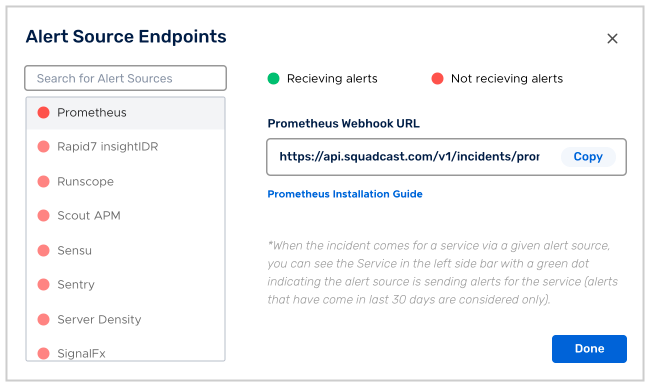 Alert Source Endpoints
Search for Alert Sources
Recieving alerts
Not recieving alerts
Prometheus
Rapid7 insightIDR
Runscope
Scout APM
Sensu
Sentry
Server Density
SignalFx
Prometheus Webhook URL
https://api.squadcast.com/v1/incidents/pror
Copy
Prometheus Installation Guide
*When the incident comes for a service via a given alert source,
you can see the Service in the left side bar with a green dot
indicating the alert source is sending alerts for the service (alerts
that have come in last 30 days are considered only).
Done